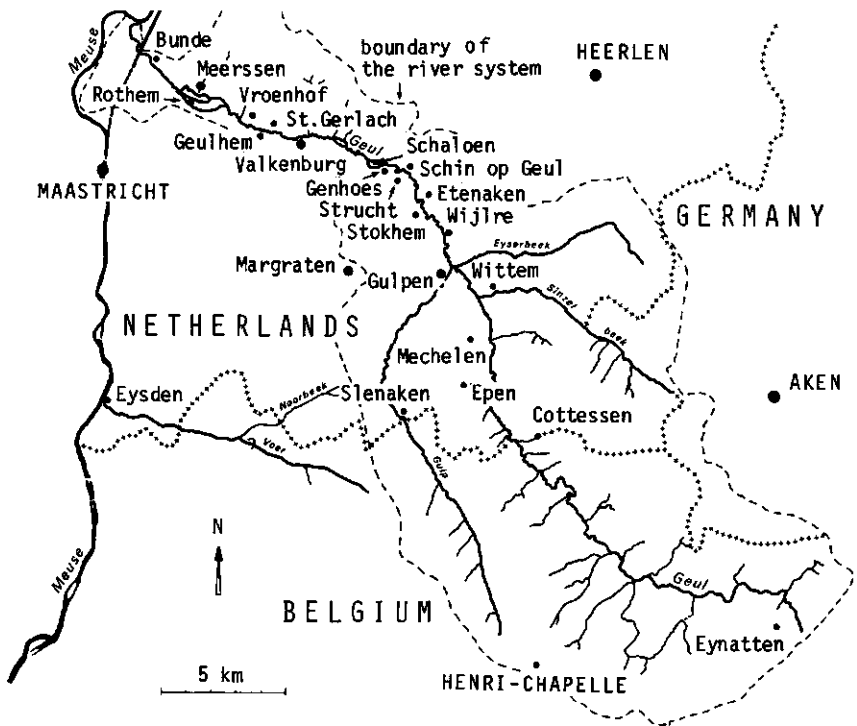 Meuse
Bunde
boundary of
the river system
HEERLEN
Meerssen
Rothem
Vroenhof
St.Gerlach
Geulhem
Geul
Schaloen
Valkenburg
Schin op Geul
MAASTRICHT
Genhoes
Etenaken
Strucht
Wijlre
GERMANY
Stokhem
Eyserbeek
Margraten
Gulpen
Wittem
Sinzel
beek
NETHERLANDS
Mechelen
Eysden
Noorbeek
Slenaken
Epen
AKEN
Cottessen
Voer
Gulp
N
Meuse
Geul
BELGIUM
Eynatten
5 km
HENRI-CHAPELLE